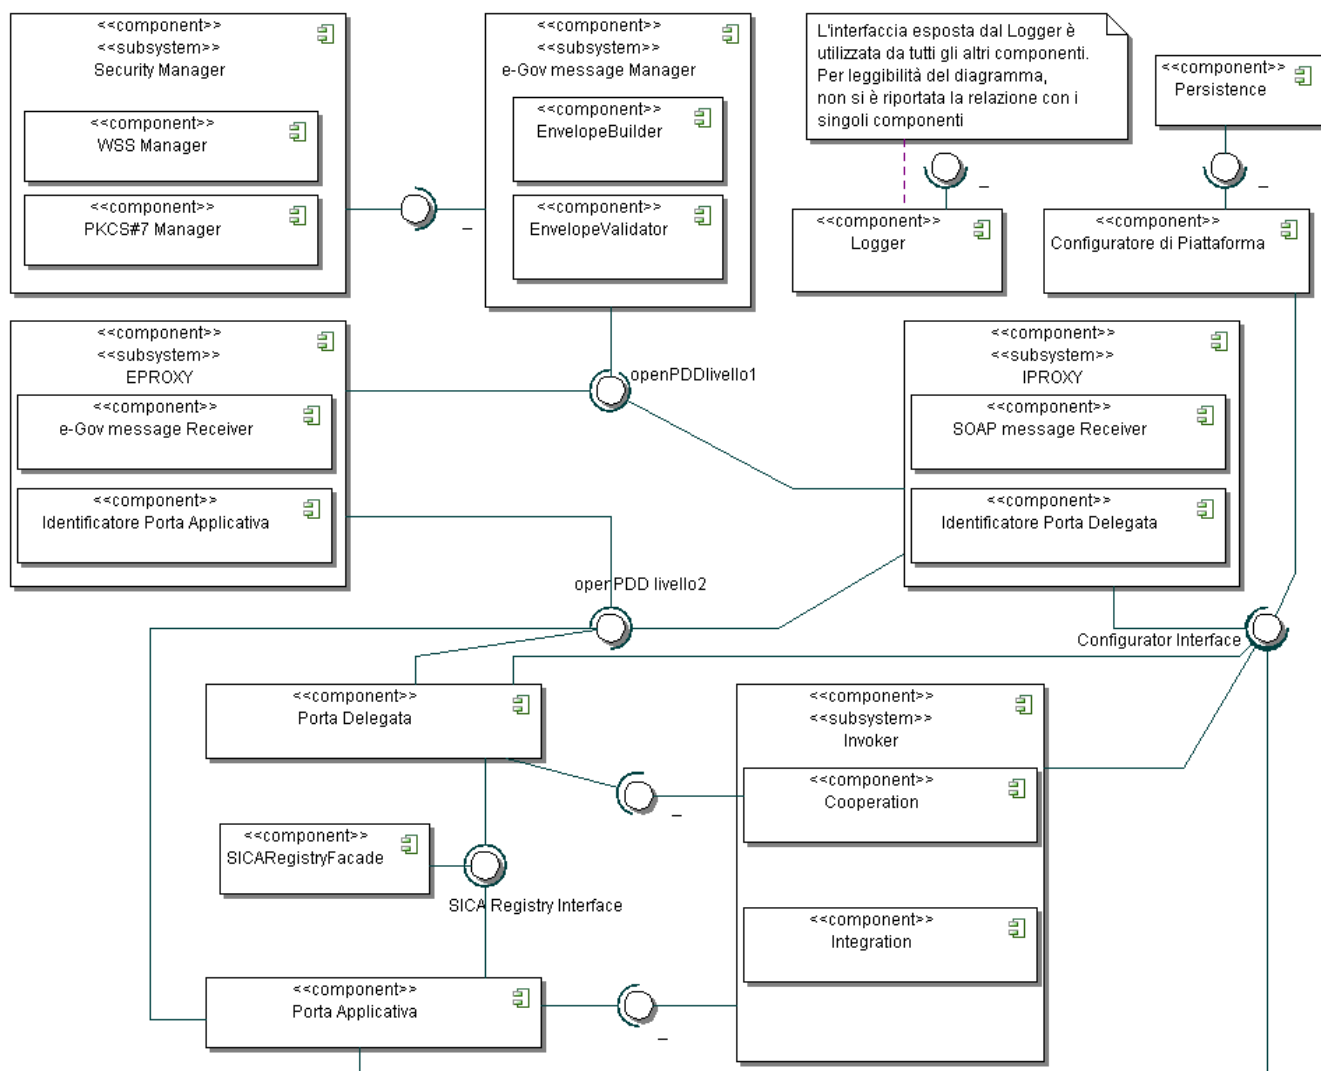 <<component>>
<<subsystem>>
Security Manager
<<component>>
WSS Manager
<<component>>
PKCS#7 Manager
<<component>>
<<subsystem>>
e-Gov message Manager
<<component>>
EnvelopeBuilder
<<component>>
EnvelopeValidator
L'interfaccia esposta dal Logger è
utilizzata da tutti gli altri componenti.
Per leggibilità del diagramma,
non si è riportata la relazione con i
singoli componenti
<<component>>
Persistence
<<component>>
Logger
<<component>>
Configuratore di Piattaforma
<<component>>
<<subsystem>>
EPROXY
<<component>>
e-Gov message Receiver
<<component>>
Identificatore Porta Applicativa
openPDDlivello1
<<component>>
<<subsystem>>
IPROXY
<<component>>
SOAP message Receiver
<<component>>
Identificatore Porta Delegata
openPDD livello2
Configurator Interface
<<component>>
Porta Delegata
<<component>>
<<subsystem>>
Invoker
<<component>>
Cooperation
<<component>>
Integration
<<component>>
SICARegistryFacade
SICA Registry Interface
<<component>>
Porta Applicativa